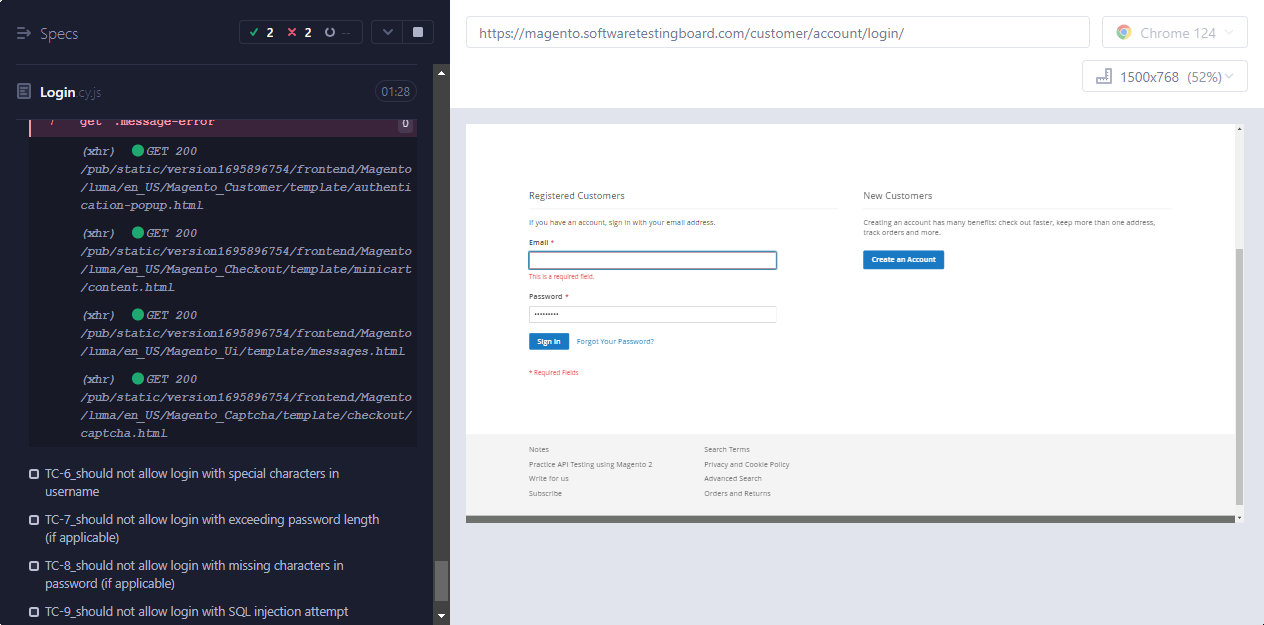 Specs
2 2 --
Login.cy.js 01:28
get .message-error 0
(xhr) GET 200
/pub/static/version1695896754/frontend/Magento
/luma/en_US/Magento_Customer/template/authenti
cation-popup.html
(xhr) GET 200
/pub/static/version1695896754/frontend/Magento
/luma/en_US/Magento_Checkout/template/minicart
/content.html
(xhr) GET 200
/pub/static/version1695896754/frontend/Magento
/luma/en_US/Magento_Ui/template/messages.html
(xhr) GET 200
/pub/static/version1695896754/frontend/Magento
/luma/en_US/Magento_Captcha/template/checkout/
captcha.html
TC-6_should not allow login with special characters in
username
TC-7_should not allow login with exceeding password length
(if applicable)
TC-8_should not allow login with missing characters in
password (if applicable)
TC-9_should not allow login with SQL injection attempt
https://magento.softwaretestingboard.com/customer/account/login/
Chrome 124
1500x768 (52%)
Registered Customers
If you have an account, sign in with your email address.
Email *
This is a required field.
Password *
Sign In Forgot Your Password?
* Required Fields
New Customers
Creating an account has many benefits: check out faster, keep more than one address,
track orders and more.
Create an Account
Notes
Practice API Testing using Magento 2
Write for us
Subscribe
Search Terms
Privacy and Cookie Policy
Advanced Search
Orders and Returns